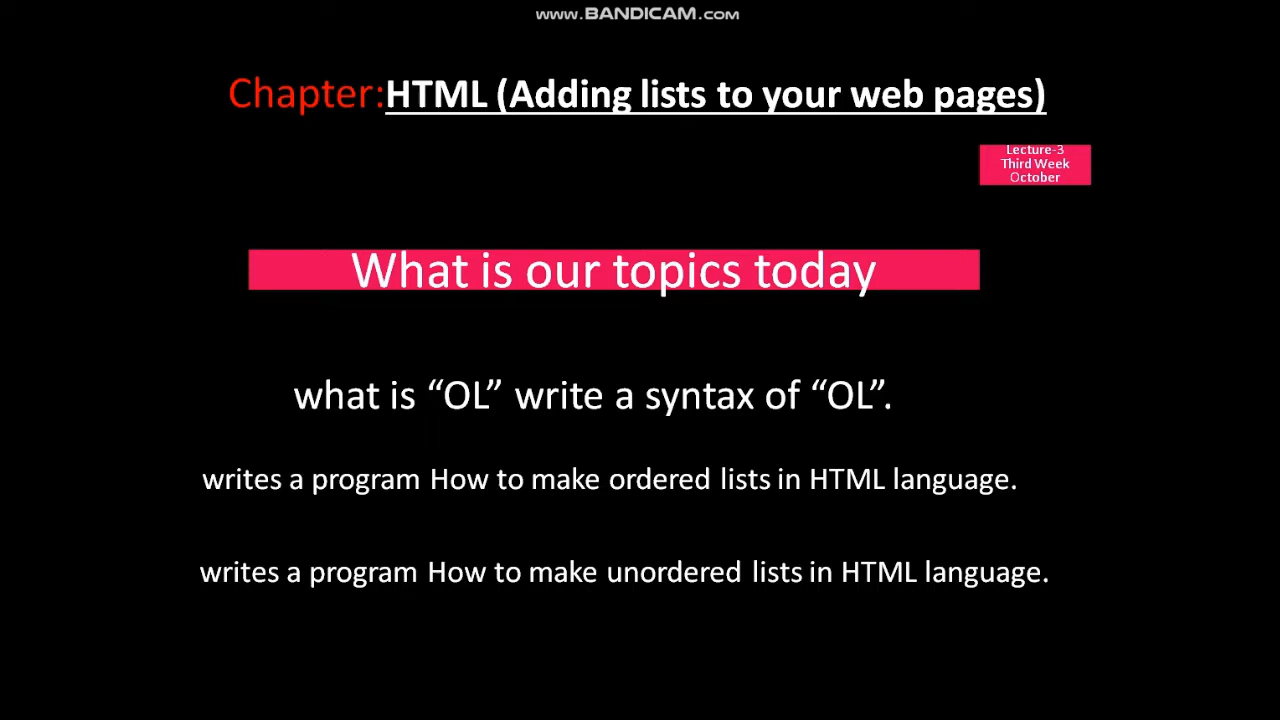 www.BANDICAM.com
Chapter:HTML (Adding lists to your web pages)
Lecture-3
Third Week
October
What is our topics today
what is “OL” write a syntax of “OL”.
writes a program How to make ordered lists in HTML language.
writes a program How to make unordered lists in HTML language.